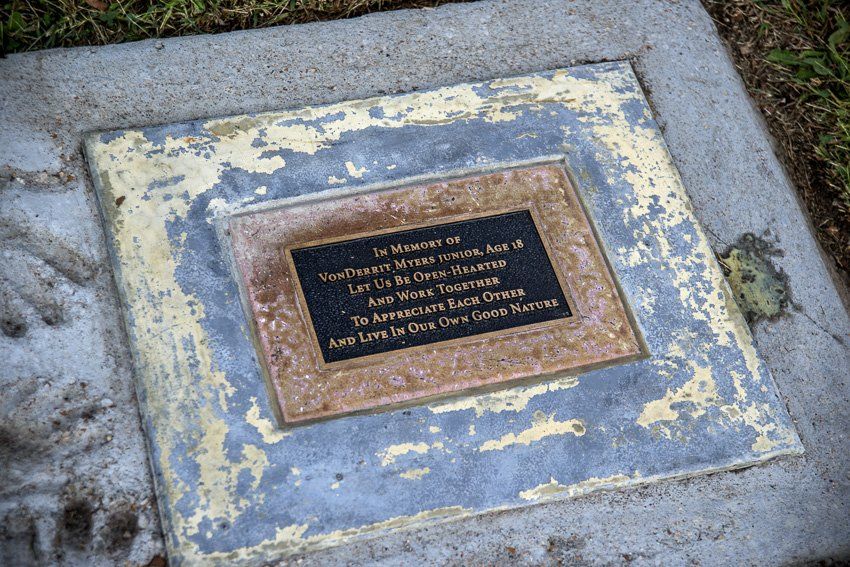 In Memory of
VonDerrit Myers junior, Age 18
Let Us Be Open-Hearted
And Work Together
To Appreciate Each Other
And Live In Our Own Good Nature